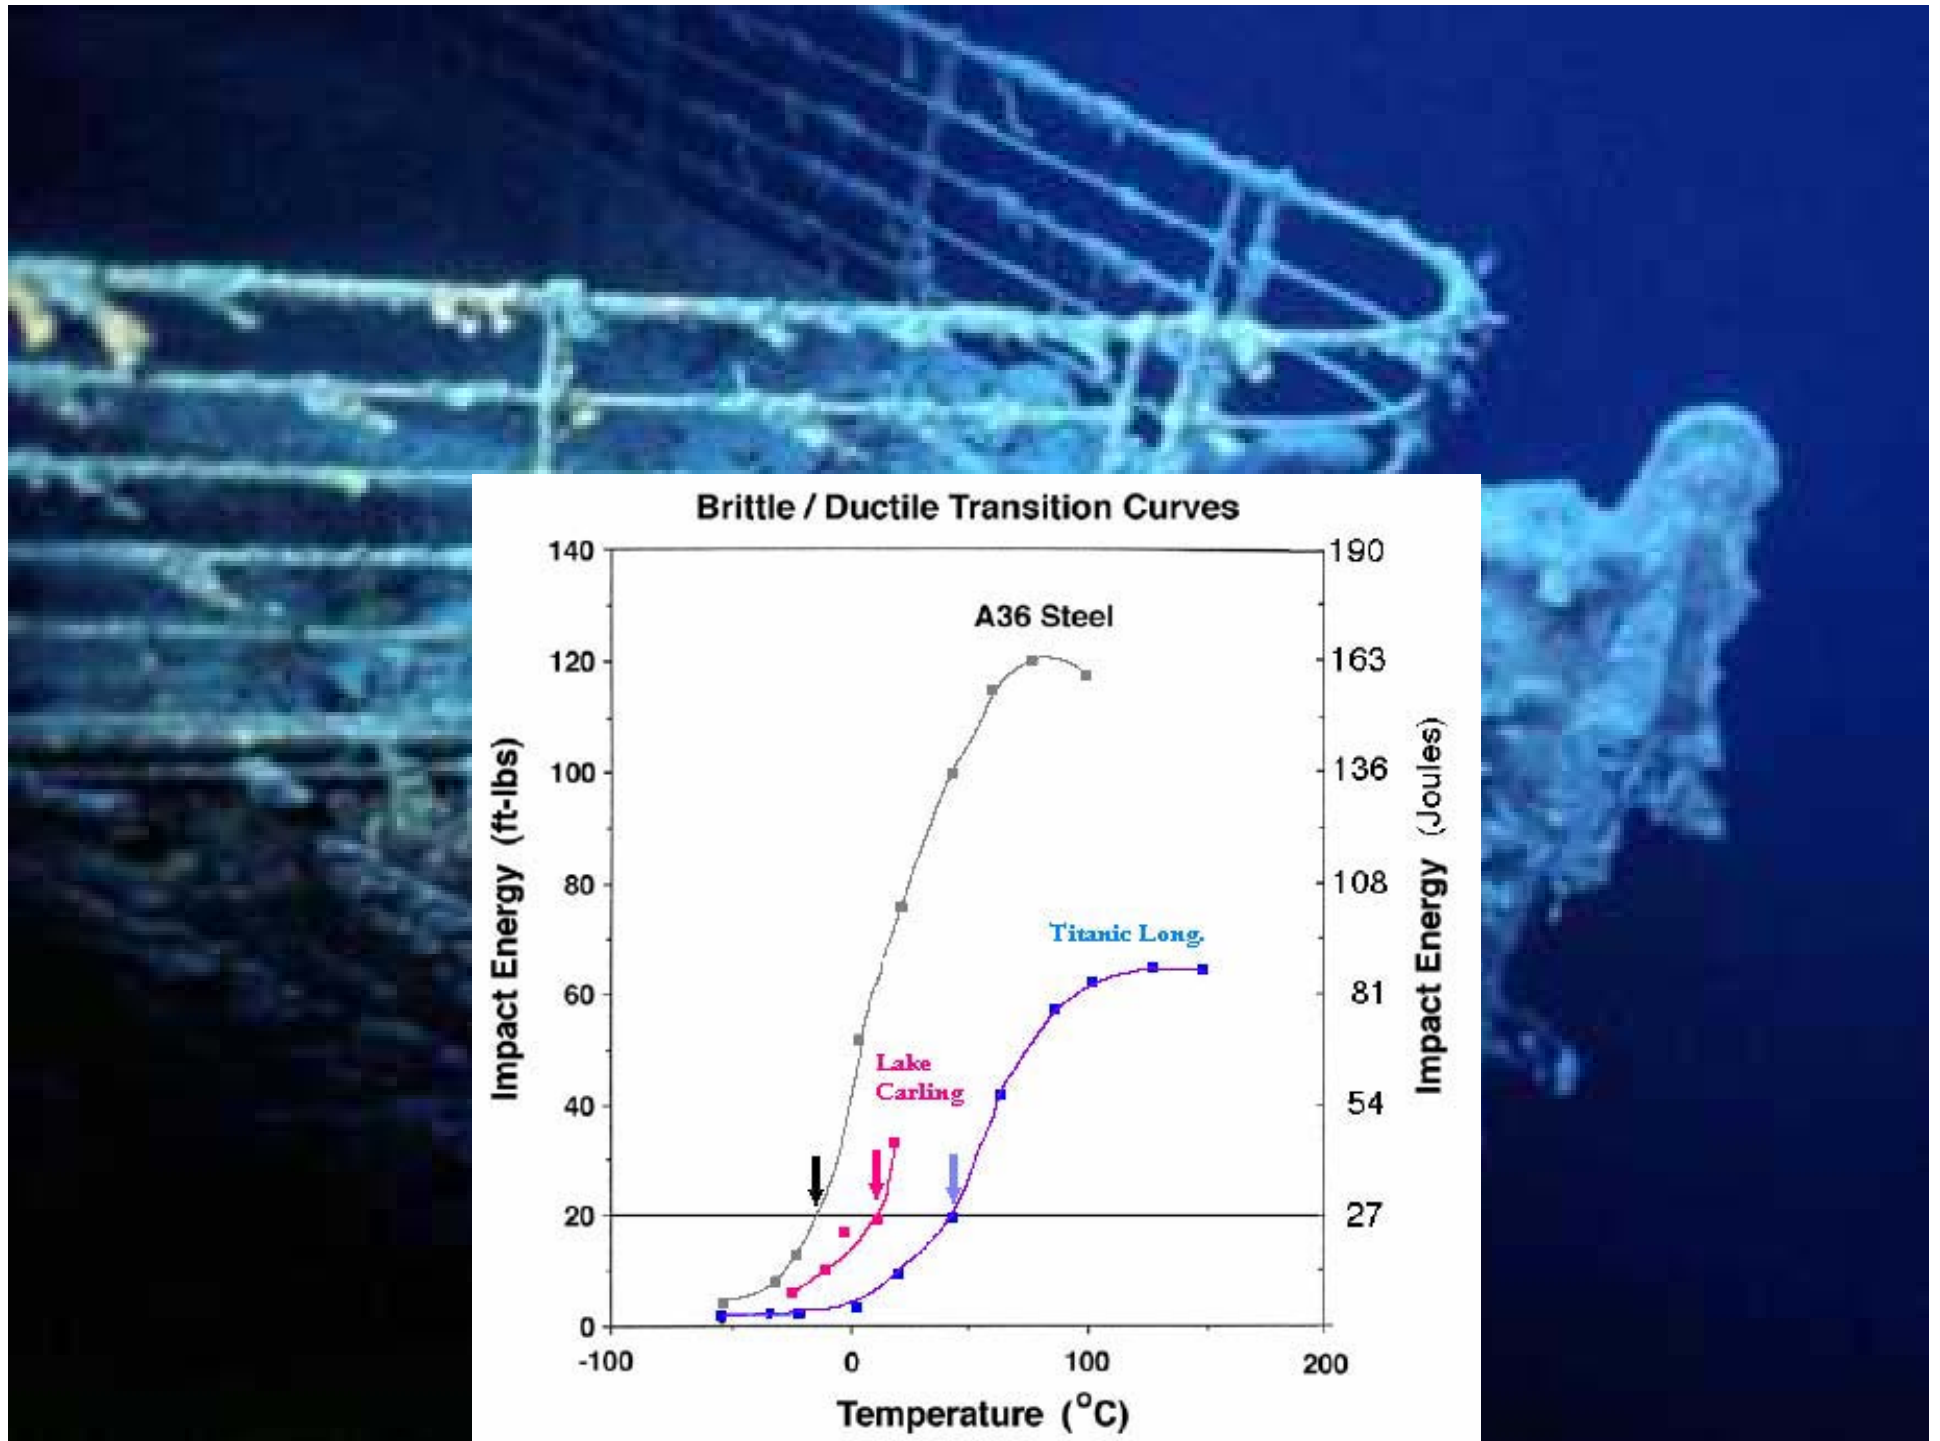 Brittle / Ductile Transition Curves
140
190
A36 Steel
120
163
100
136
80
108
Titanic Long.
60
81
Lake
Carling
40
54
20
27
0
-100
0
100
200
Impact Energy (ft-lbs)
Impact Energy (Joules)
Temperature (°C)